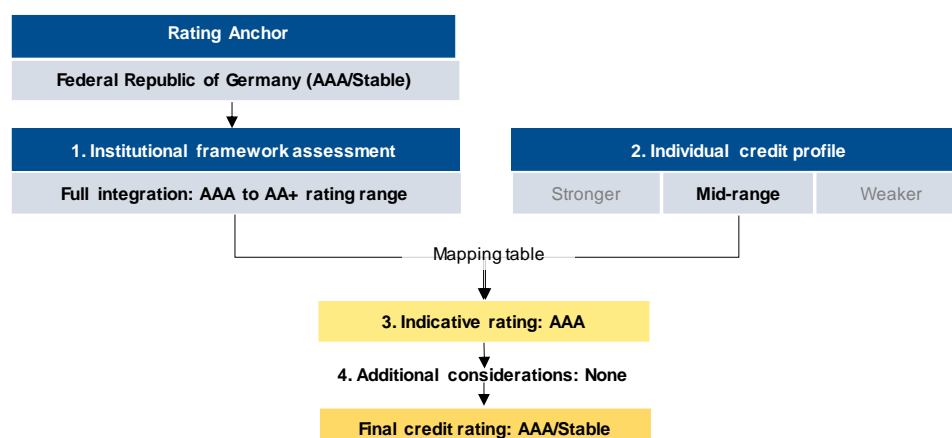 Rating Anchor
Federal Republic of Germany (AAA/Stable)
1. Institutional framework assessment
Full integration: AAA to AA+ rating range
2. Individual credit profile
Stronger
Mid-range
Weaker
Mapping table
3. Indicative rating: AAA
4. Additional considerations: None
Final credit rating: AAA/Stable